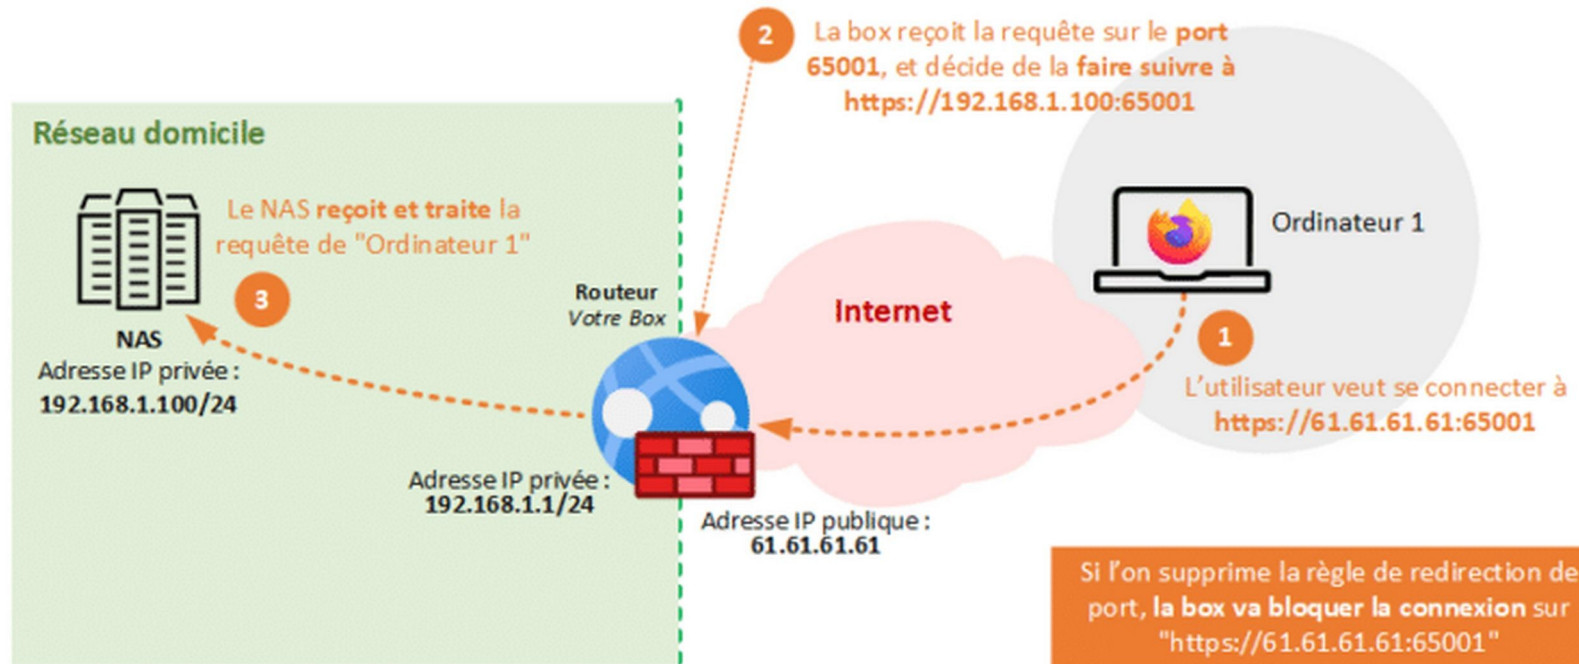 2
La box reçoit la requête sur le port
65001, et décide de la faire suivre à
https://192.168.1.100:65001
Réseau domicile
Le NAS reçoit et traite la
requête de "Ordinateur 1"
3
NAS
Adresse IP privée :
192.168.1.100/24
Routeur
Votre Box
Internet
Ordinateur 1
1
L’utilisateur veut se connecter à
https://61.61.61.61:65001
Adresse IP privée :
192.168.1.1/24
Adresse IP publique :
61.61.61.61
Si l’on supprime la règle de redirection de
port, la box va bloquer la connexion sur
"https://61.61.61.61:65001"